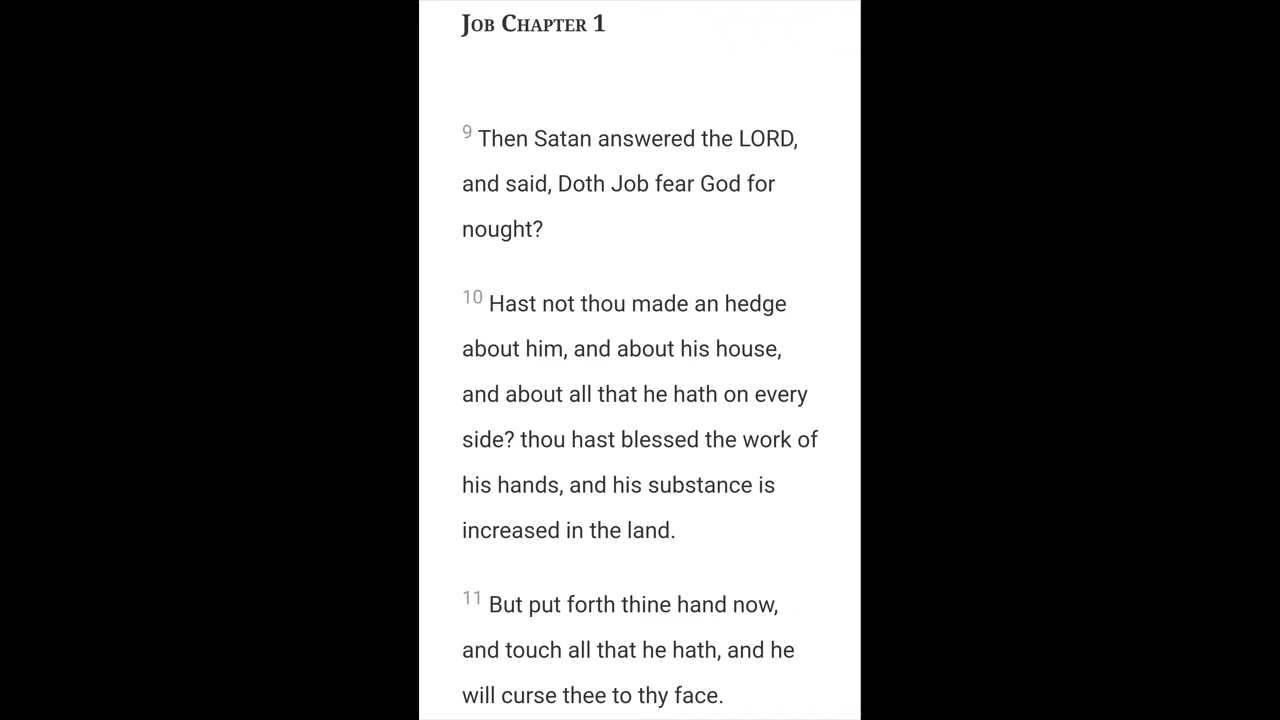 Job Chapter 1
9 Then Satan answered the LORD,
and said, Doth Job fear God for
nought?
10 Hast not thou made an hedge
about him, and about his house,
and about all that he hath on every
side? thou hast blessed the work of
his hands, and his substance is
increased in the land.
11 But put forth thine hand now,
and touch all that he hath, and he
will curse thee to thy face.